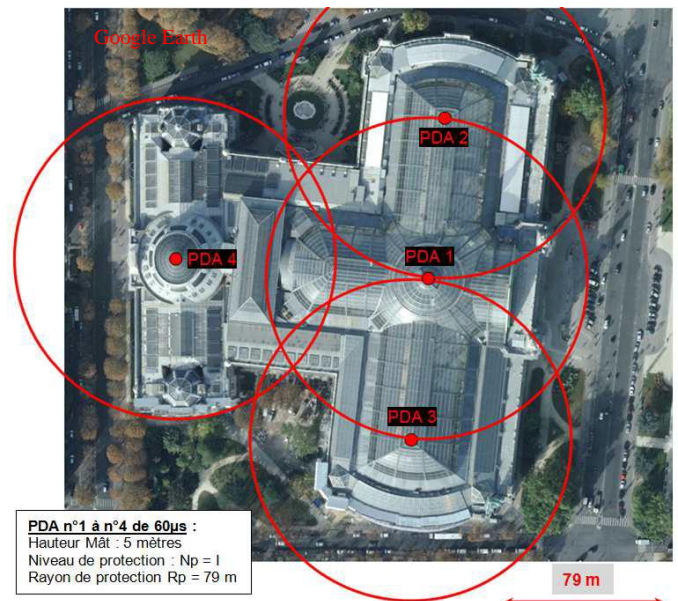 Google Earth
PDA 2
PDA 4
PDA 1
PDA 3
PDA n°1 à n°4 de 60µs :
Hauteur Mât : 5 mètres
Niveau de protection : Np = I
Rayon de protection Rp = 79 m
79 m